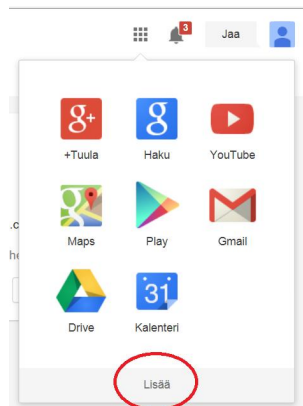 3
Jaa
g+
g
+Tuula
Haku
YouTube
Maps
Play
Gmail
31
Drive
Kalenteri
Lisää